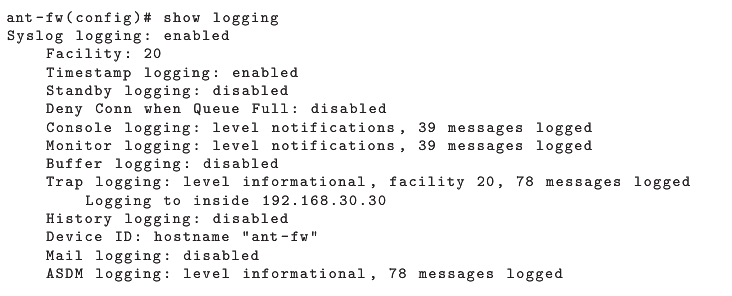 ant-fw(config)# show logging
Syslog logging: enabled
Facility: 20
Timestamp logging: enabled
Standby logging: disabled
Deny Conn when Queue Full: disabled
Console logging: level notifications, 39 messages logged
Monitor logging: level notifications, 39 messages logged
Buffer logging: disabled
Trap logging: level informational, facility 20, 78 messages logged
Logging to inside 192.168.30.30
History logging: disabled
Device ID: hostname "ant-fw"
Mail logging: disabled
ASDM logging: level informational, 78 messages logged